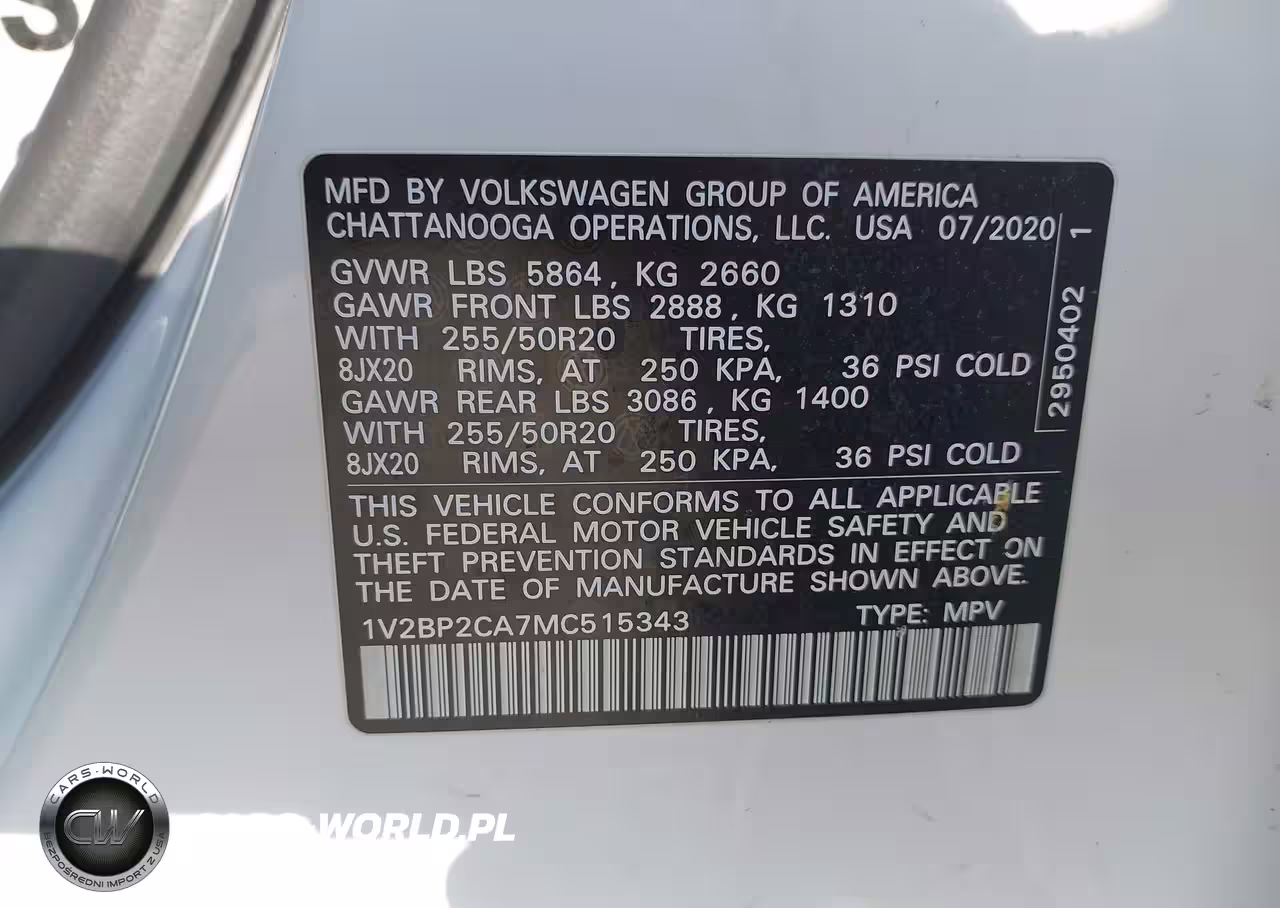 MFD BY VOLKSWAGEN GROUP OF AMERICA
CHATTANOOGA OPERATIONS, LLC. USA 07/2020
GVWR LBS 5864, KG 2660
GAWR FRONT LBS 2888, KG 1310
WITH 255/50R20 TIRES,
8JX20 RIMS, AT 250 KPA, 36 PSI COLD
GAWR REAR LBS 3086, KG 1400
WITH 255/50R20 TIRES,
8JX20 RIMS, AT 250 KPA, 36 PSI COLD
2950402 1
THIS VEHICLE CONFORMS TO ALL APPLICABLE
U.S. FEDERAL MOTOR VEHICLE SAFETY AND
THEFT PREVENTION STANDARDS IN EFFECT ON
THE DATE OF MANUFACTURE SHOWN ABOVE.
1V2BP2CA7MC515343 TYPE: MPV
CARS-WORLD
CW
BEZPOŚREDNI IMPORT Z USA
CARS-WORLD.PL